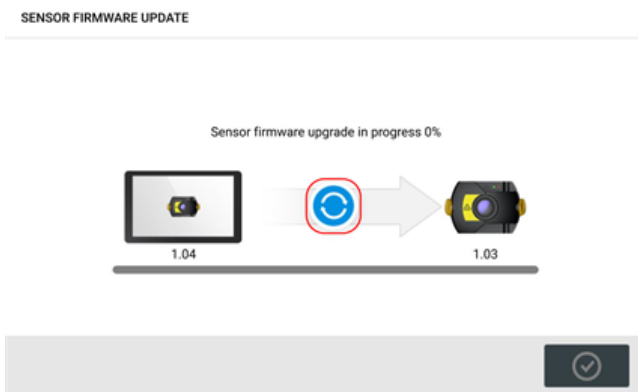 SENSOR FIRMWARE UPDATE
Sensor firmware upgrade in progress 0%
1.04
1.03